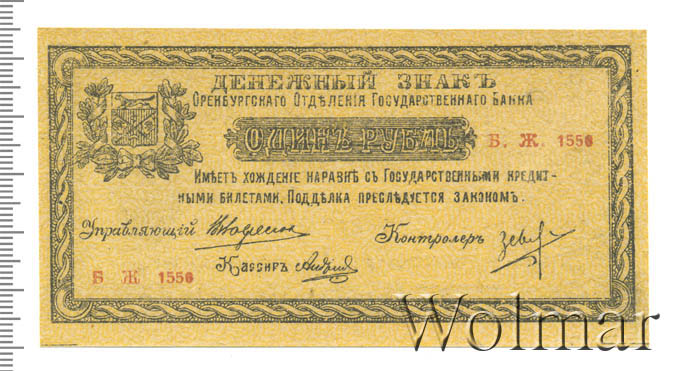 ДЕНЕЖНЫЙ ЗНАКЪ
ОРЕНБУРГСКАГО ОТДѢЛЕНІЯ ГОСУДАРСТВЕННАГО БАНКА
ОДИНЪ РУБЛЬ
Б. Ж. 1556
ИМѢЕТЪ ХОЖДЕНІЕ НАРАВНѢ СЪ ГОСУДАРСТВЕННЫМИ КРЕДИТ-
НЫМИ БИЛЕТАМИ. ПОДДѢЛКА ПРЕСЛѢДУЕТСЯ ЗАКОНОМЪ.
Управляющій
Контролеръ
Кассиръ
Б Ж 1556
Wolmar